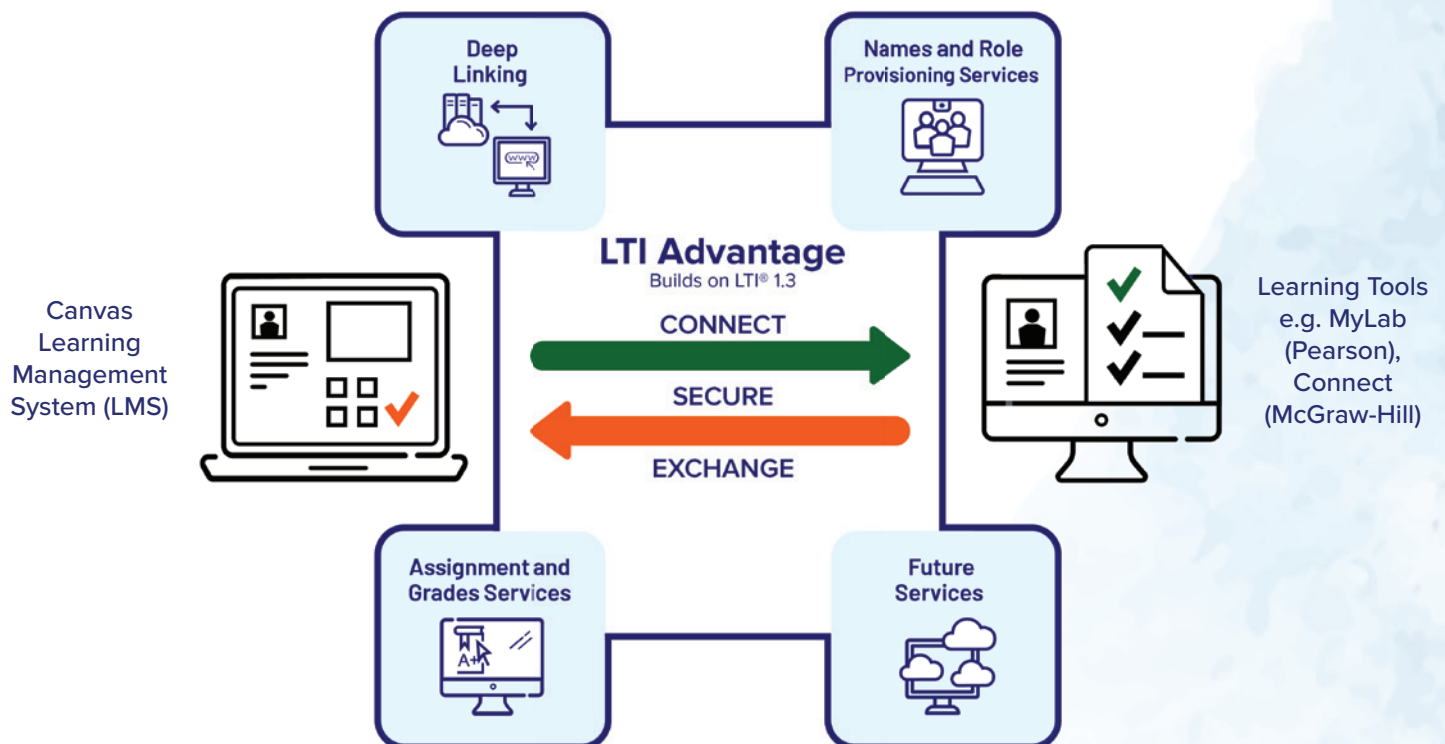 Deep
Linking
www
Names and Role
Provisioning Services
LTI Advantage
Builds on LTI® 1.3
CONNECT
SECURE
EXCHANGE
Canvas
Learning
Management
System (LMS)
Learning Tools
e.g. MyLab
(Pearson),
Connect
(McGraw-Hill)
Assignment and
Grades Services
A+
Future
Services